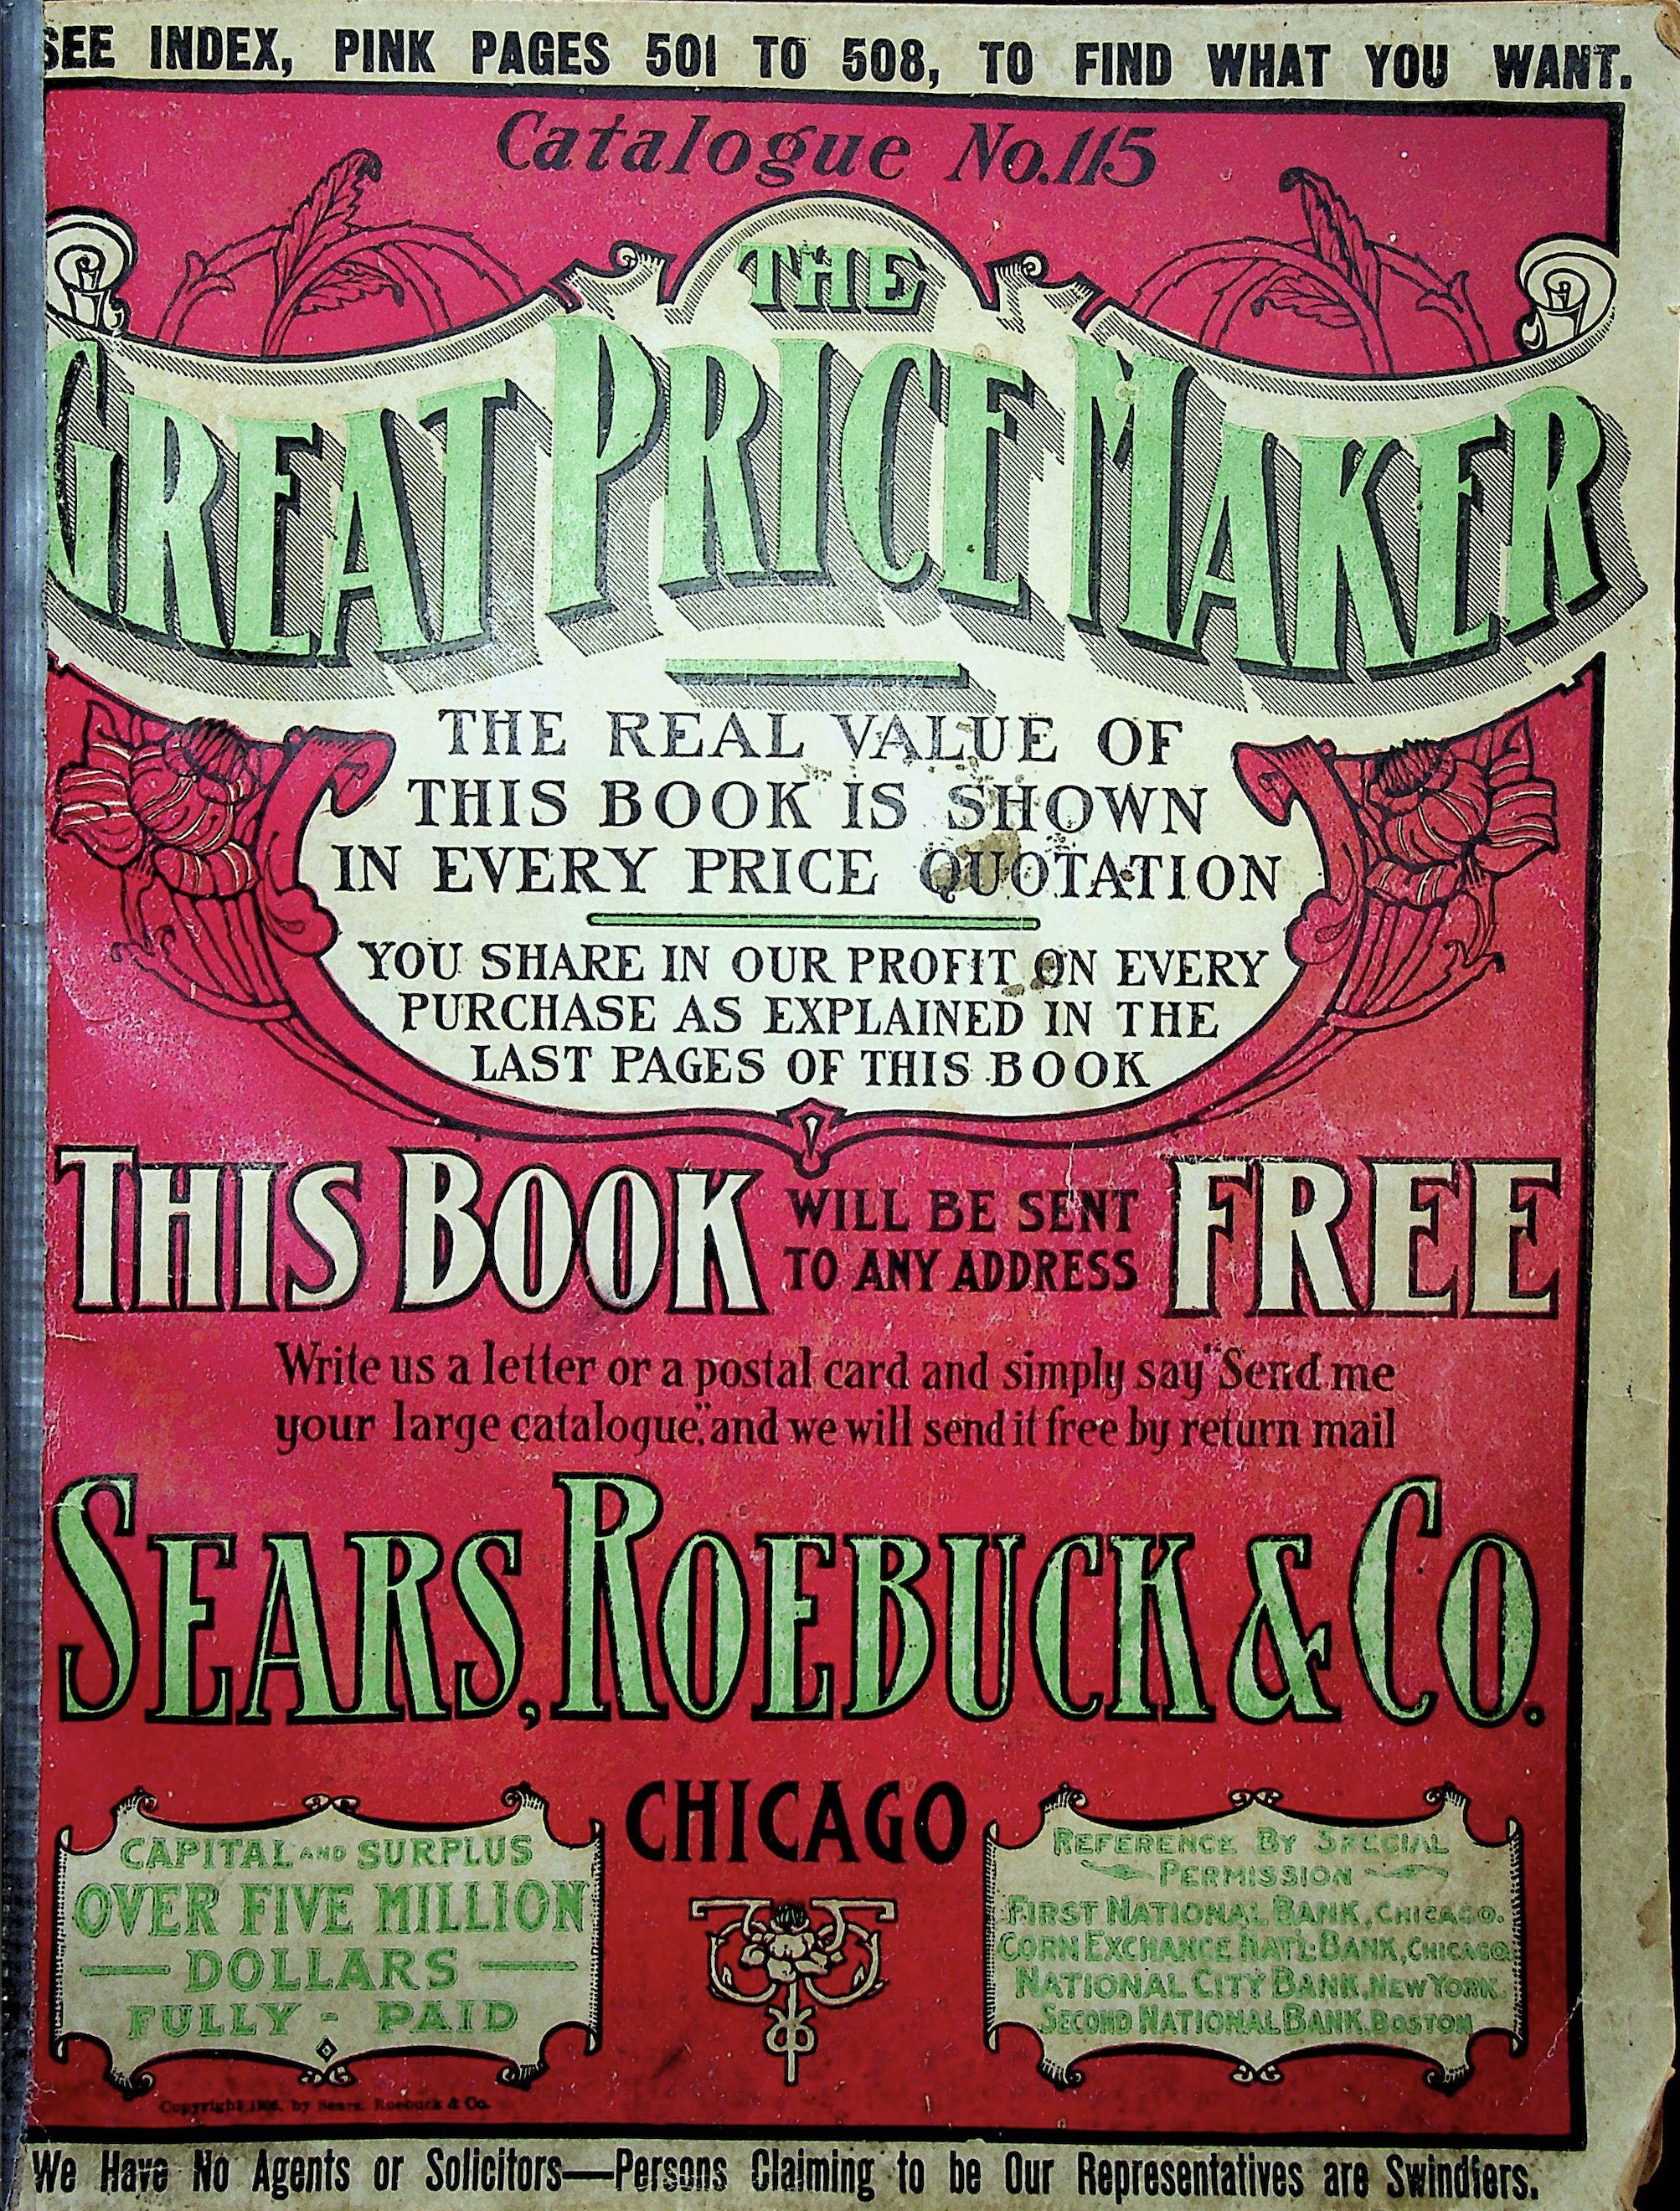 SEE INDEX, PINK PAGES 501 TO 508, TO FIND WHAT YOU WANT.
Catalogue No. 115
THE
GREAT PRICE MAKER
THE REAL VALUE OF
THIS BOOK IS SHOWN
IN EVERY PRICE QUOTATION
YOU SHARE IN OUR PROFIT ON EVERY
PURCHASE AS EXPLAINED IN THE
LAST PAGES OF THIS BOOK
THIS BOOK WILL BE SENT
TO ANY ADDRESS FREE
Write us a letter or a postal card and simply say "Send me
your large catalogue," and we will send it free by return mail
SEARS, ROEBUCK & CO.
CHICAGO
CAPITAL AND SURPLUS
OVER FIVE MILLION
DOLLARS
FULLY - PAID
REFERENCE BY SPECIAL
PERMISSION
FIRST NATIONAL BANK, CHICAGO.
CORN EXCHANGE NAT'L BANK, CHICAGO
NATIONAL CITY BANK, NEW YORK.
SECOND NATIONAL BANK, BOSTON
Copyright, by Sears, Roebuck & Co.
We Have No Agents or Solicitors—Persons Claiming to be Our Representatives are Swindlers.